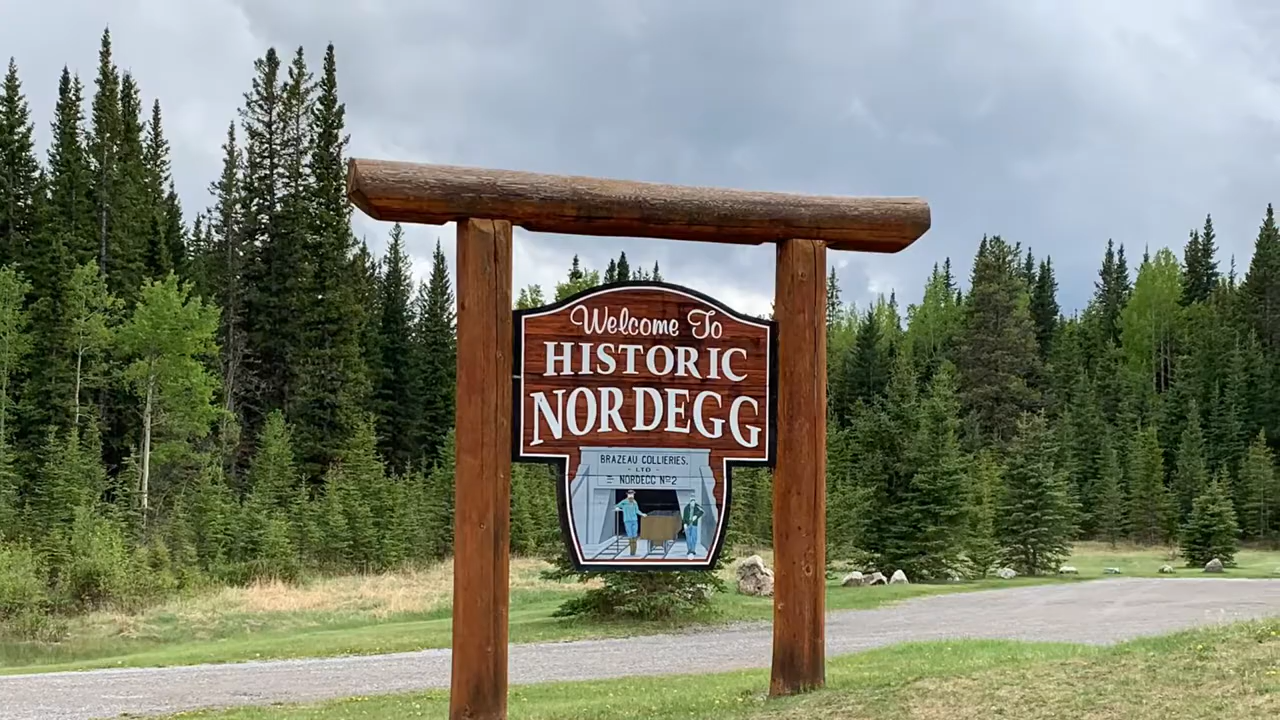 Welcome To
HISTORIC
NORDEGG
BRAZEAU COLLIERIES.
- LTD -
NORDEGG Nº2